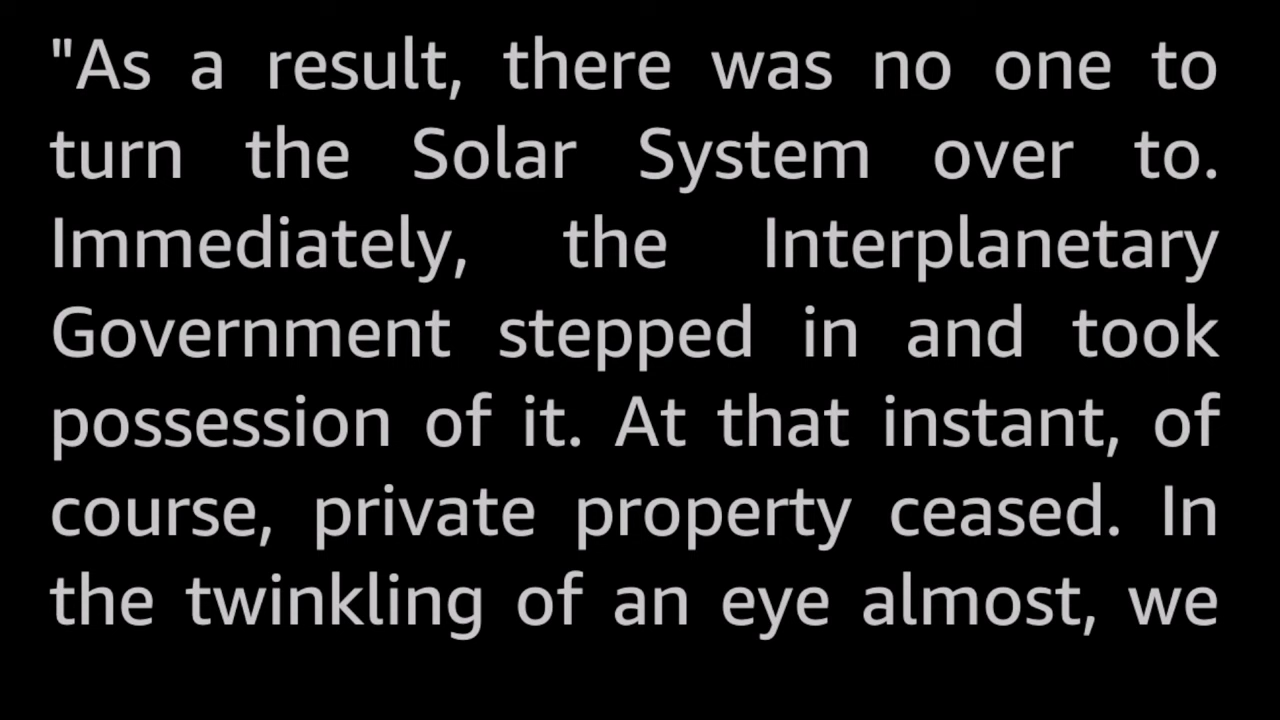 "As a result, there was no one to
turn the Solar System over to.
Immediately, the Interplanetary
Government stepped in and took
possession of it. At that instant, of
course, private property ceased. In
the twinkling of an eye almost, we